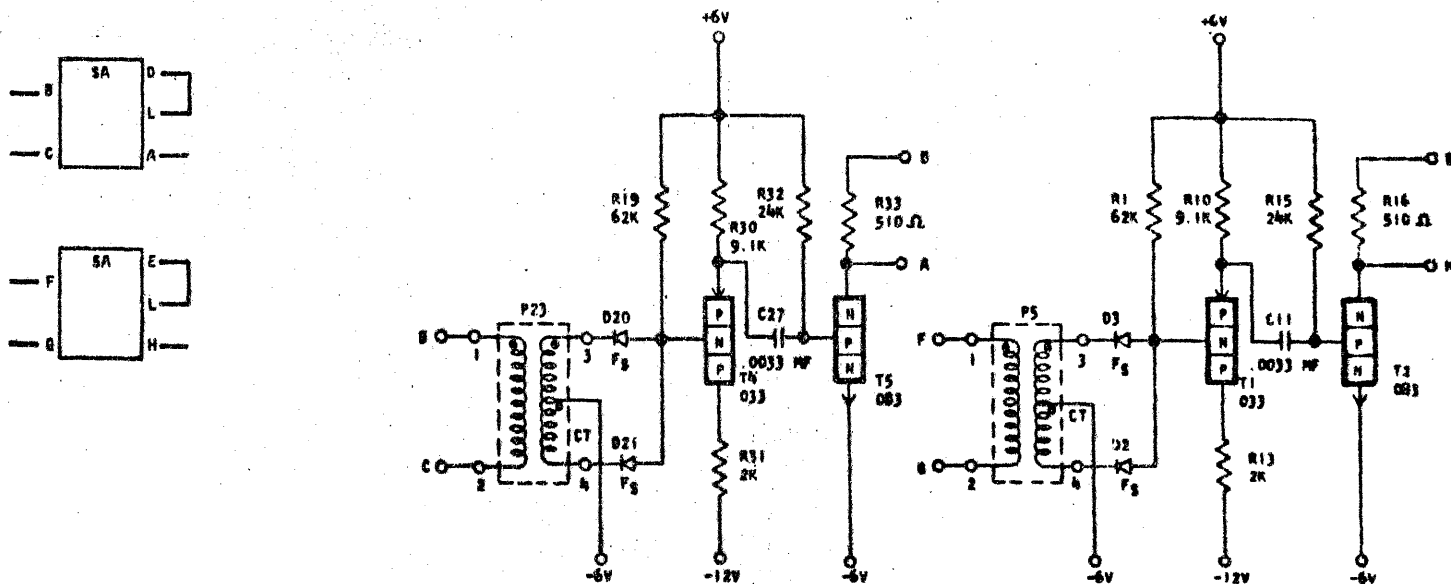 SA
D
B
L
C
A
SA
E
F
L
G
H
+6V
R19
62K
R30
9.1K
R32
24K
R33
510 Ω
A
P23
B
1
C
2
CT
3
4
D20
FS
D21
FS
P
N
P
T4
033
C27
.0033 MF
N
P
N
T5
083
R31
2K
-6V
-12V
-6V
+6V
R1
62K
R10
9.1K
R15
24K
R16
510 Ω
P5
F
1
2
CT
3
4
D3
FS
D2
FS
P
N
P
T1
033
C11
.0033 MF
N
P
N
T2
083
R13
2K
-6V
-12V
-6V